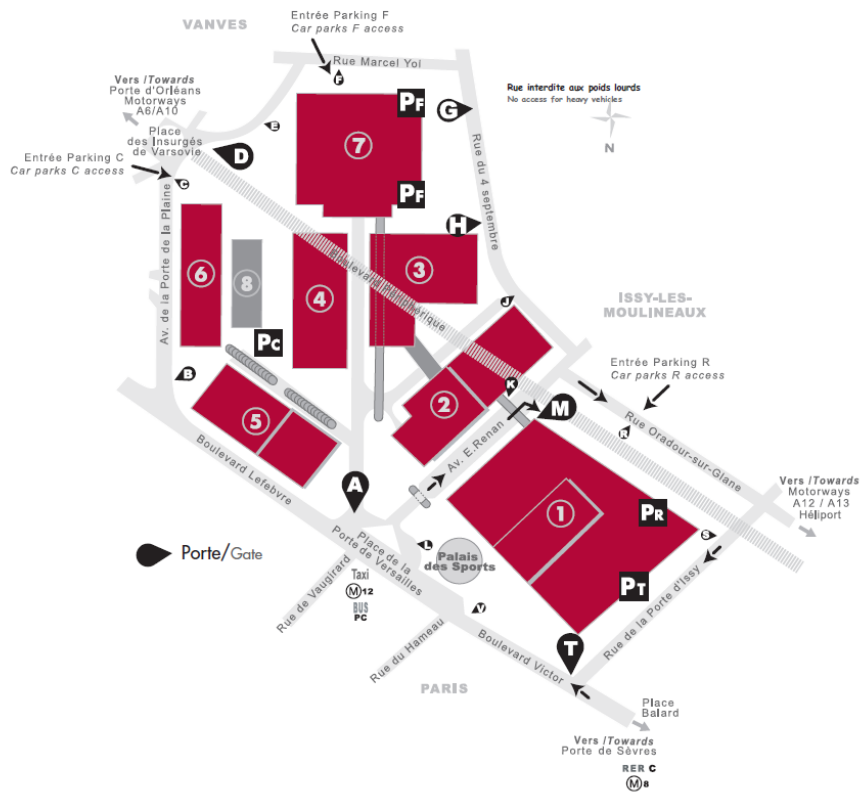 VANVES
Entrée Parking F
Car parks F access
Rue Marcel Yol
Vers /Towards
Porte d'Orléans
Motorways
A6/A10
Rue interdite aux poids lourds
No access for heavy vehicles
N
F
PF
G
E
Place
des Insurgés
de Varsovie
D
7
Rue du 4 septembre
Entrée Parking C
Car parks C access
C
PF
H
Av. de la Porte de la Plaine
6
8
4
3
Boulevard Périphérique
J
ISSY-LES-
MOULINEAUX
PC
B
Entrée Parking R
Car parks R access
K
2
M
5
R
Rue Oradour-sur-Glane
Av. E.Renan
Boulevard Lefebvre
A
1
PR
Vers /Towards
Motorways
A12 / A13
Héliport
S
Porte/Gate
Place de la
Porte de Versailles
L
Palais
des Sports
PT
Rue de la Porte d'Issy
Taxi
M 12
BUS
PC
Rue de Vaugirard
V
Rue du Hameau
Boulevard Victor
T
PARIS
Place
Balard
Vers /Towards
Porte de Sèvres
RER C
M 8